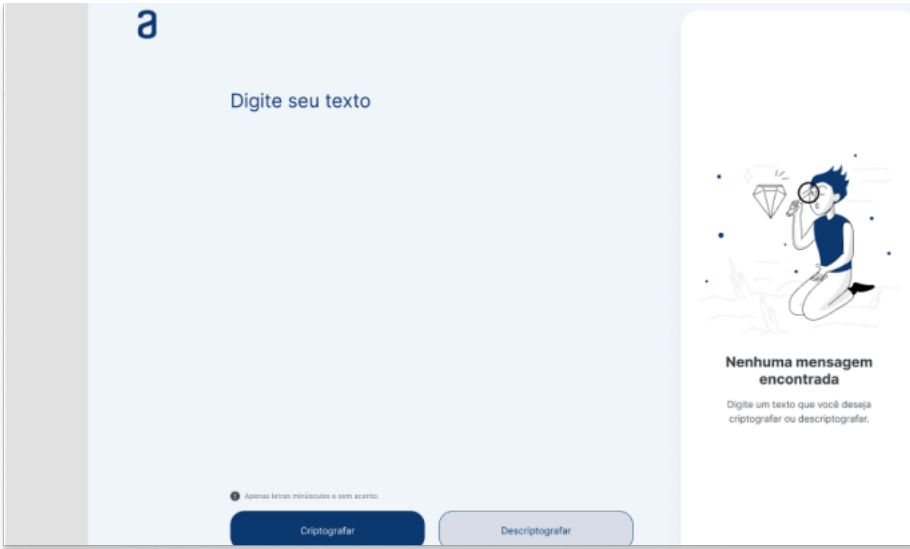 a
Digite seu texto
Nenhuma mensagem
encontrada
Digite um texto que você deseja
criptografar ou descriptografar.
Apenas letras minúsculas e sem acento.
Criptografar
Descriptografar